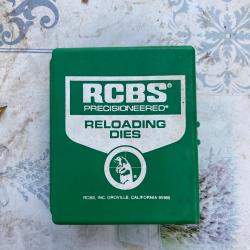 RCBS®
PRECISIONEERED®
RELOADING
DIES
RCBS, INC. OROVILLE, CALIFORNIA 95965